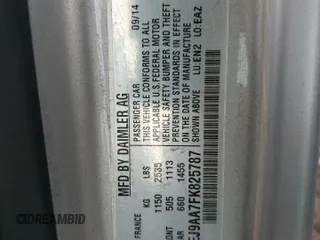 MFD BY DAIMLER AG
FRANCE KG LBS
1150 2535
505 1113
660 1455
PASSENGER CAR 09/14
THIS VEHICLE CONFORMS TO ALL
APPLICABLE U.S. FEDERAL MOTOR
VEHICLE SAFETY BUMPER AND THEFT
PREVENTION STANDARDS IN EFFECT
ON THE DATE OF MANUFACTURE
SHOWN ABOVE
LU:EN2 LO:EAZ
EJ9AA7FK825787